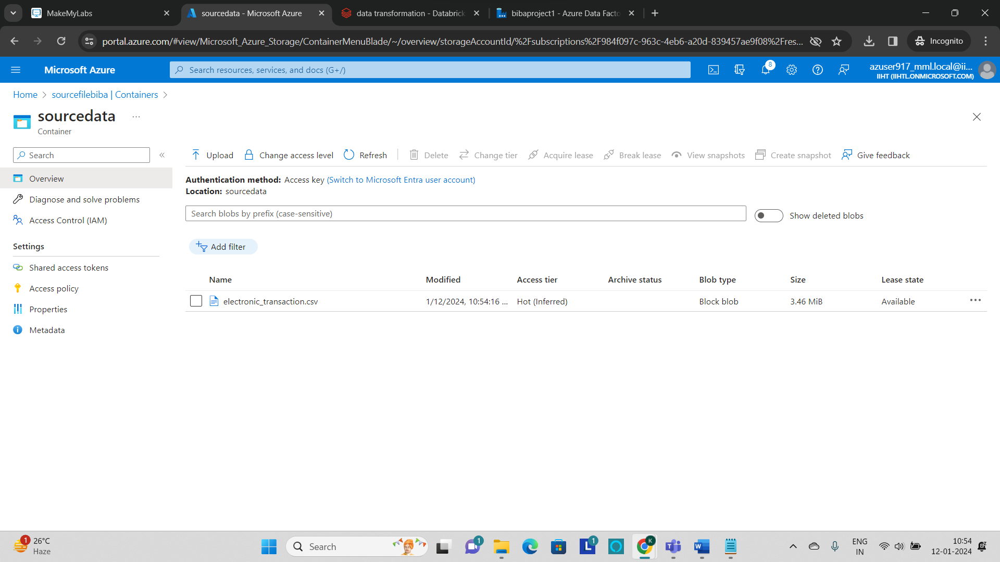 MakeMyLabs
sourcedata - Microsoft Azure
data transformation - Databrick
bibaproject1 - Azure Data Facto
portal.azure.com/#view/Microsoft_Azure_Storage/ContainerMenuBlade/~/overview/storageAccountId/%2Fsubscriptions%2F984f097c-963c-4eb6-a20d-839457ae9f08%2Fres...
Incognito
Microsoft Azure
Search resources, services, and docs (G+/)
8
azuser917_mml.local@ii...
IIHT (IIHTL.ONMICROSOFT.COM)
Home > sourcefilebiba | Containers >
sourcedata ...
Container
Search
«
Upload
Change access level
Refresh
Delete
Change tier
Acquire lease
Break lease
View snapshots
Create snapshot
Give feedback
Overview
Diagnose and solve problems
Access Control (IAM)
Settings
Shared access tokens
Access policy
Properties
Metadata
Authentication method: Access key (Switch to Microsoft Entra user account)
Location: sourcedata
Search blobs by prefix (case-sensitive)
Show deleted blobs
Add filter
Name Modified Access tier Archive status Blob type Size Lease state
electronic_transaction.csv 1/12/2024, 10:54:16 ... Hot (Inferred) Block blob 3.46 MiB Available ...
1
26°C
Haze
Search
1
L
1
K
T
W
ENG
IN
10:54
12-01-2024